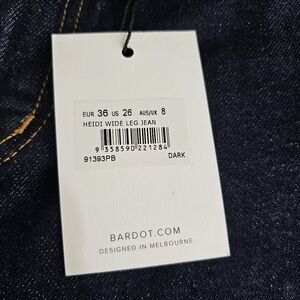 EUR 36 US 26 AUS/UK 8
HEIDI WIDE LEG JEAN
9 358590 221284
91393PB DARK
BARDOT.COM
DESIGNED IN MELBOURNE